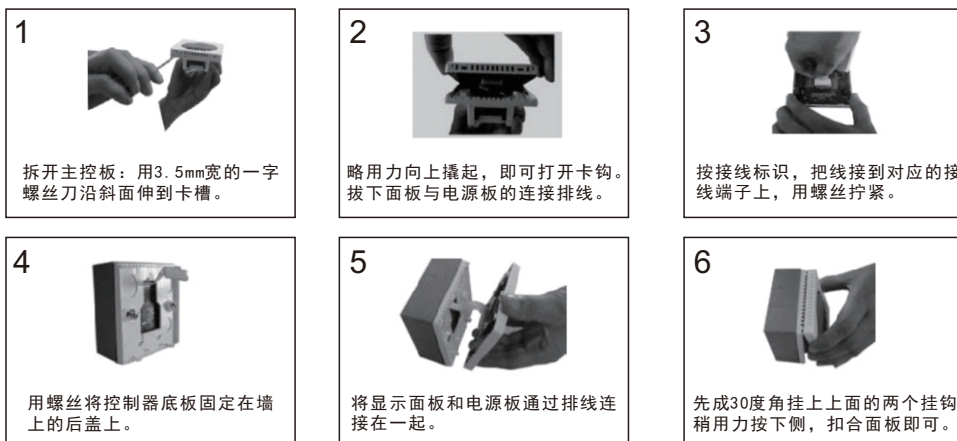 1
拆开主控板：用3.5mm宽的一字
螺丝刀沿斜面伸到卡槽。
2
略用力向上撬起，即可打开卡钩。
拔下面板与电源板的连接排线。
3
按接线标识，把线接到对应的接
线端子上，用螺丝拧紧。
4
用螺丝将控制器底板固定在墙
上的后盖上。
5
将显示面板和电源板通过排线连
接在一起。
6
先成30度角挂上上面的两个挂钩
稍用力按下侧，扣合面板即可。